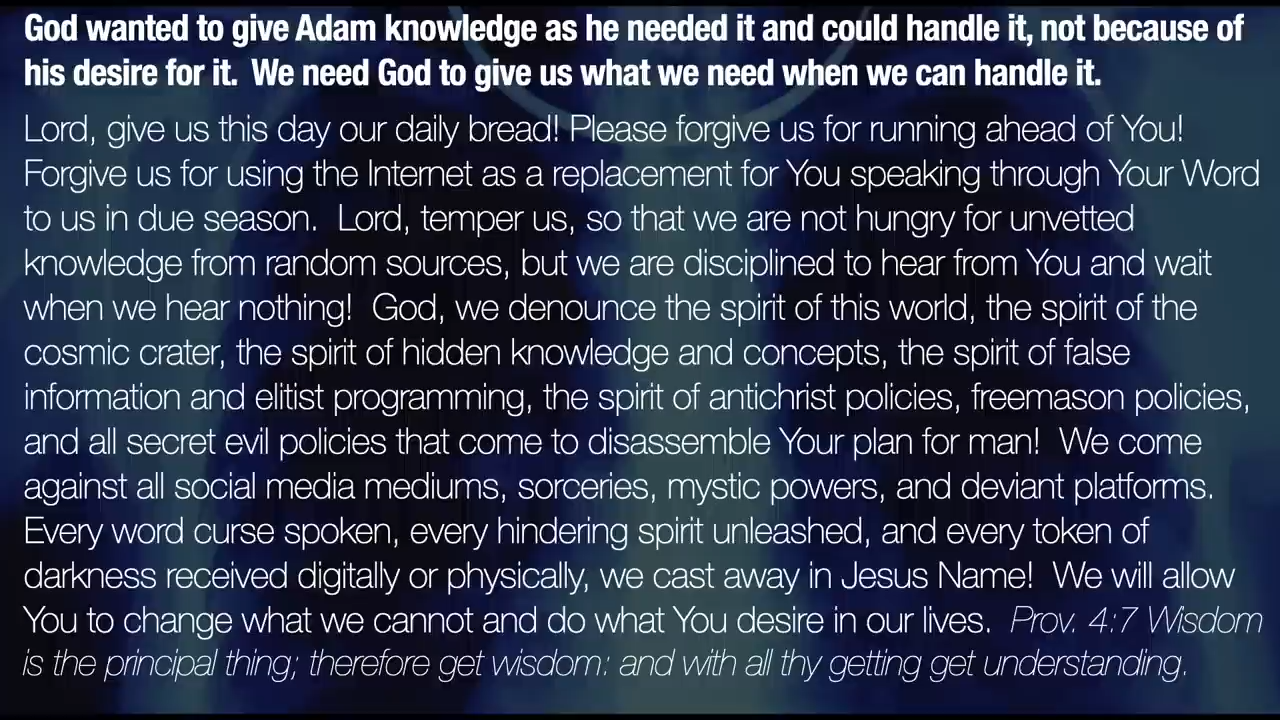 God wanted to give Adam knowledge as he needed it and could handle it, not because of
his desire for it.  We need God to give us what we need when we can handle it.
Lord, give us this day our daily bread! Please forgive us for running ahead of You!
Forgive us for using the Internet as a replacement for You speaking through Your Word
to us in due season.  Lord, temper us, so that we are not hungry for unvetted
knowledge from random sources, but we are disciplined to hear from You and wait
when we hear nothing!  God, we denounce the spirit of this world, the spirit of the
cosmic crater, the spirit of hidden knowledge and concepts, the spirit of false
information and elitist programming, the spirit of antichrist policies, freemason policies,
and all secret evil policies that come to disassemble Your plan for man!  We come
against all social media mediums, sorceries, mystic powers, and deviant platforms.
Every word curse spoken, every hindering spirit unleashed, and every token of
darkness received digitally or physically, we cast away in Jesus Name!  We will allow
You to change what we cannot and do what You desire in our lives.  Prov. 4:7 Wisdom
is the principal thing; therefore get wisdom: and with all thy getting get understanding.